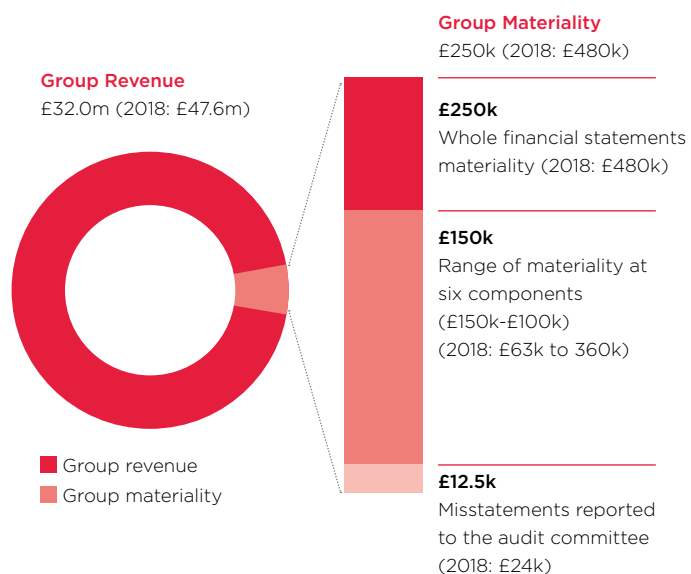 Group Revenue
£32.0m (2018: £47.6m)
Group revenue
Group materiality
Group Materiality
£250k (2018: £480k)
£250k
Whole financial statements
materiality (2018: £480k)
£150k
Range of materiality at
six components
(£150k-£100k)
(2018: £63k to 360k)
£12.5k
Misstatements reported
to the audit committee
(2018: £24k)